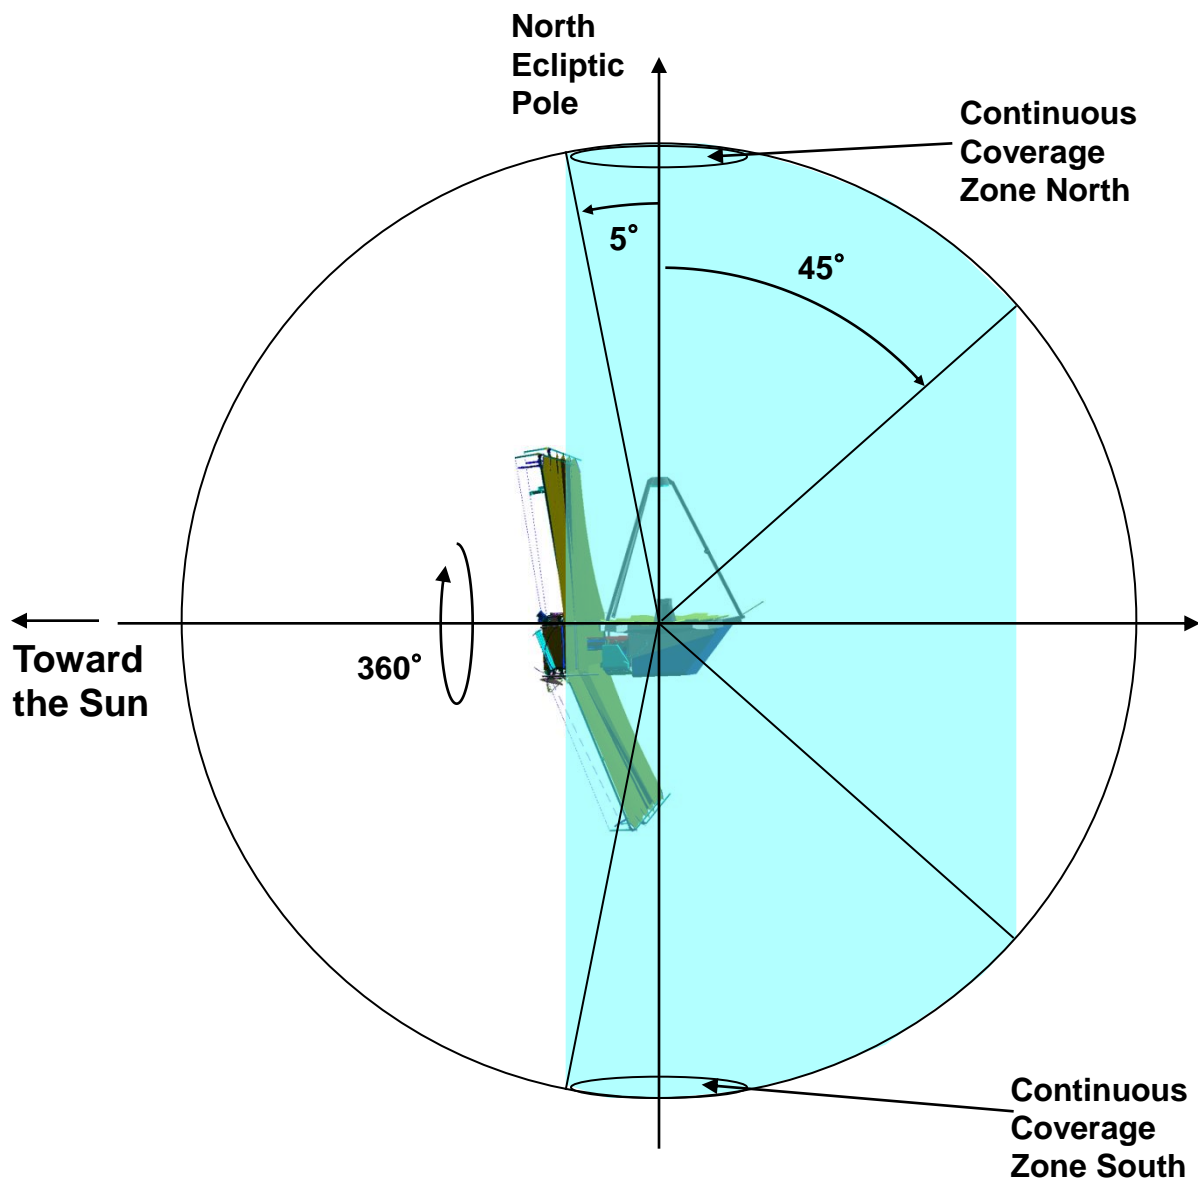 North
Ecliptic
Pole
Continuous
Coverage
Zone North
5°
45°
360°
Toward
the Sun
Continuous
Coverage
Zone South